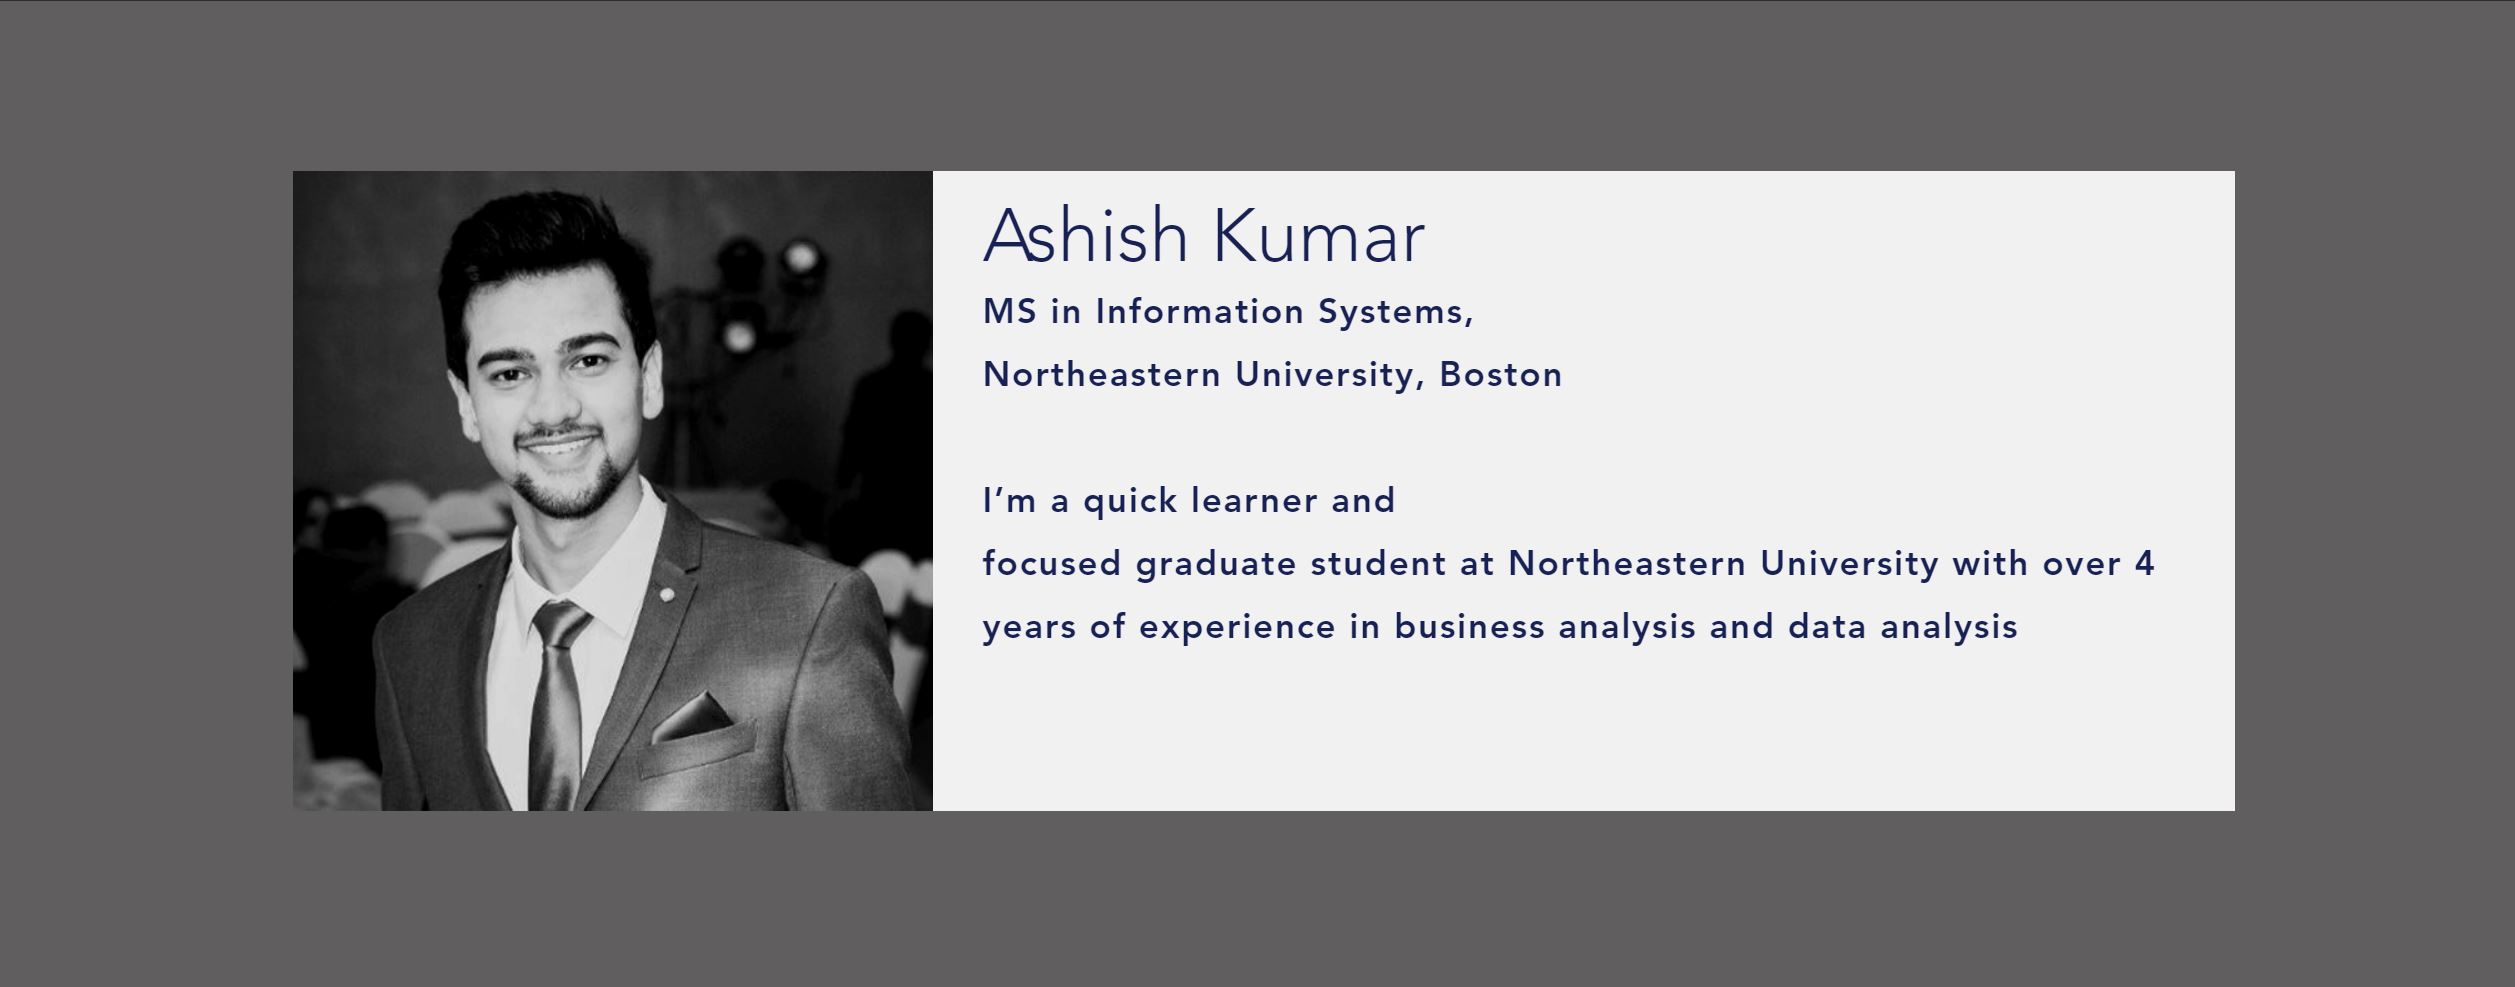 Ashish Kumar
MS in Information Systems,
Northeastern University, Boston
I’m a quick learner and
focused graduate student at Northeastern University with over 4
years of experience in business analysis and data analysis